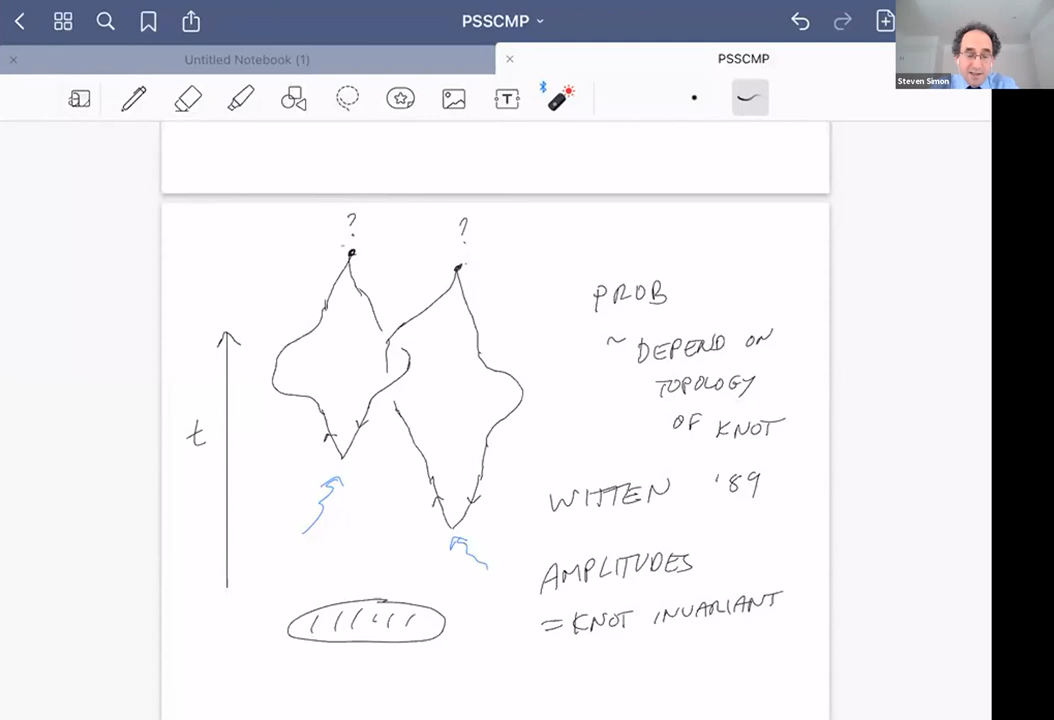 PSSCMP
Untitled Notebook (1)
PSSCMP
T
Steven Simon
? ?
PROB
~ DEPEND ON
TOPOLOGY
OF KNOT
t
WITTEN '89
AMPLITUDES
= KNOT INVARIANT